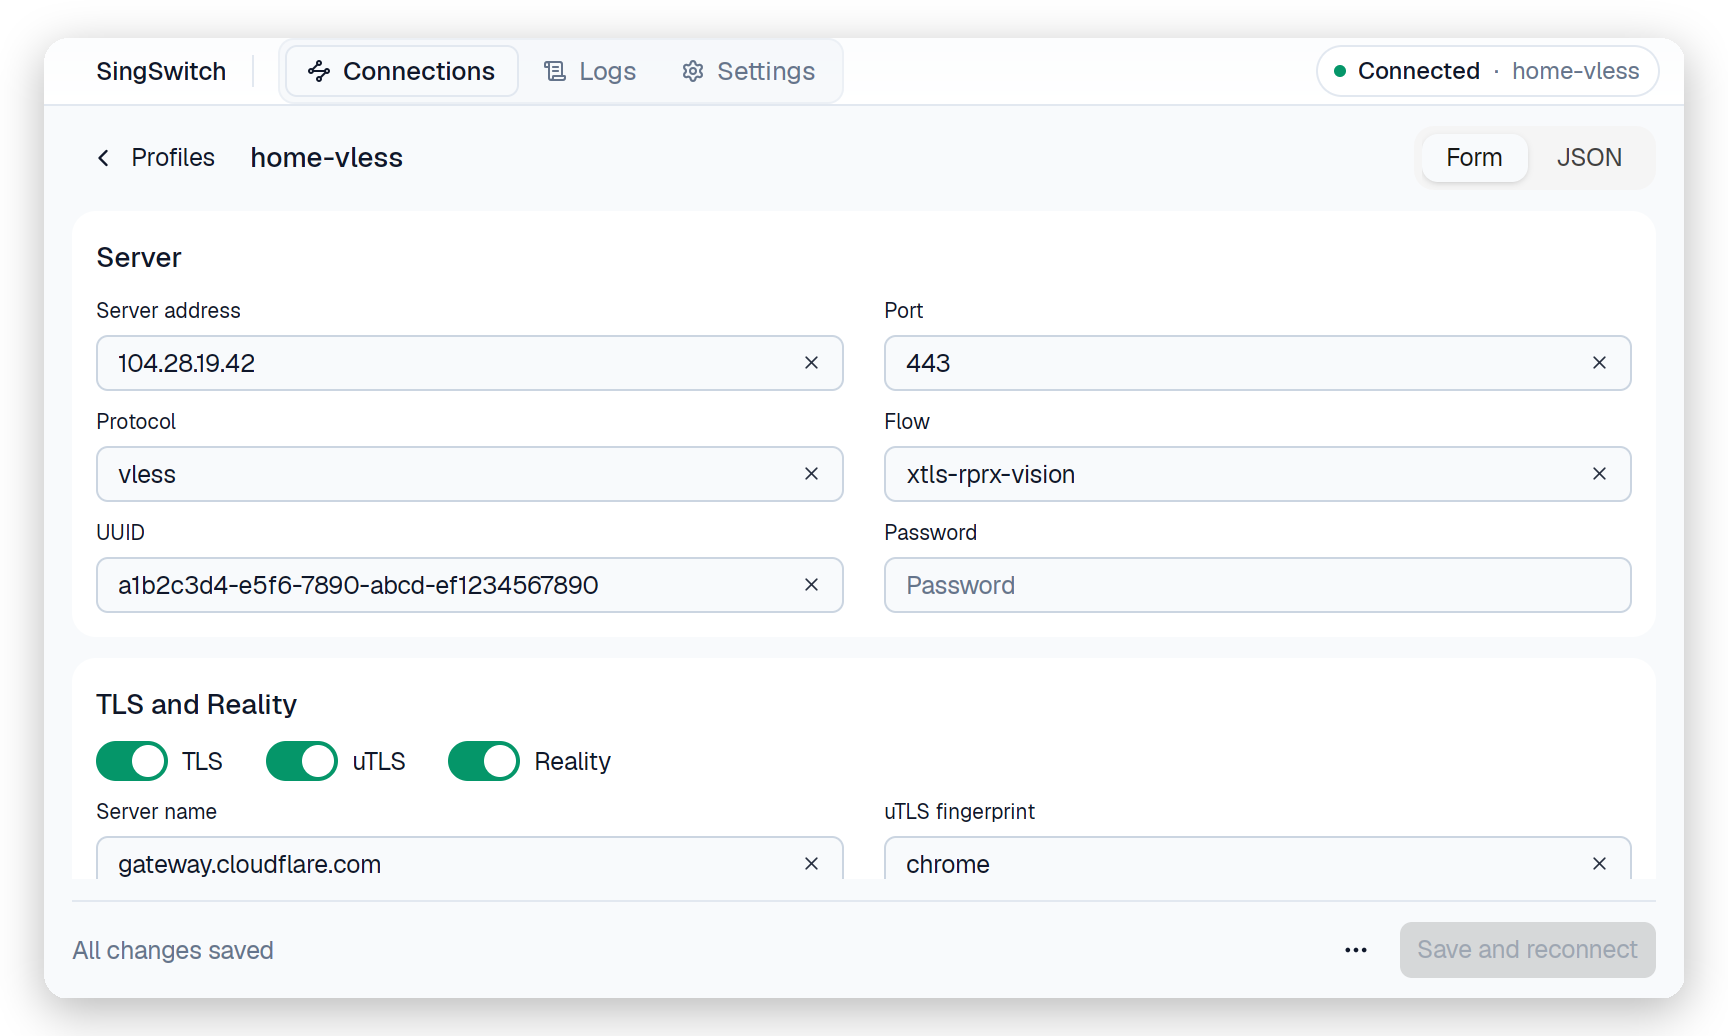 SingSwitch Connections Logs Settings Connected · home-vless
Profiles home-vless Form JSON
Server
Server address Port
104.28.19.42 443
Protocol Flow
vless xtls-rprx-vision
UUID Password
a1b2c3d4-e5f6-7890-abcd-ef1234567890 Password
TLS and Reality
TLS uTLS Reality
Server name uTLS fingerprint
gateway.cloudflare.com chrome
All changes saved ... Save and reconnect